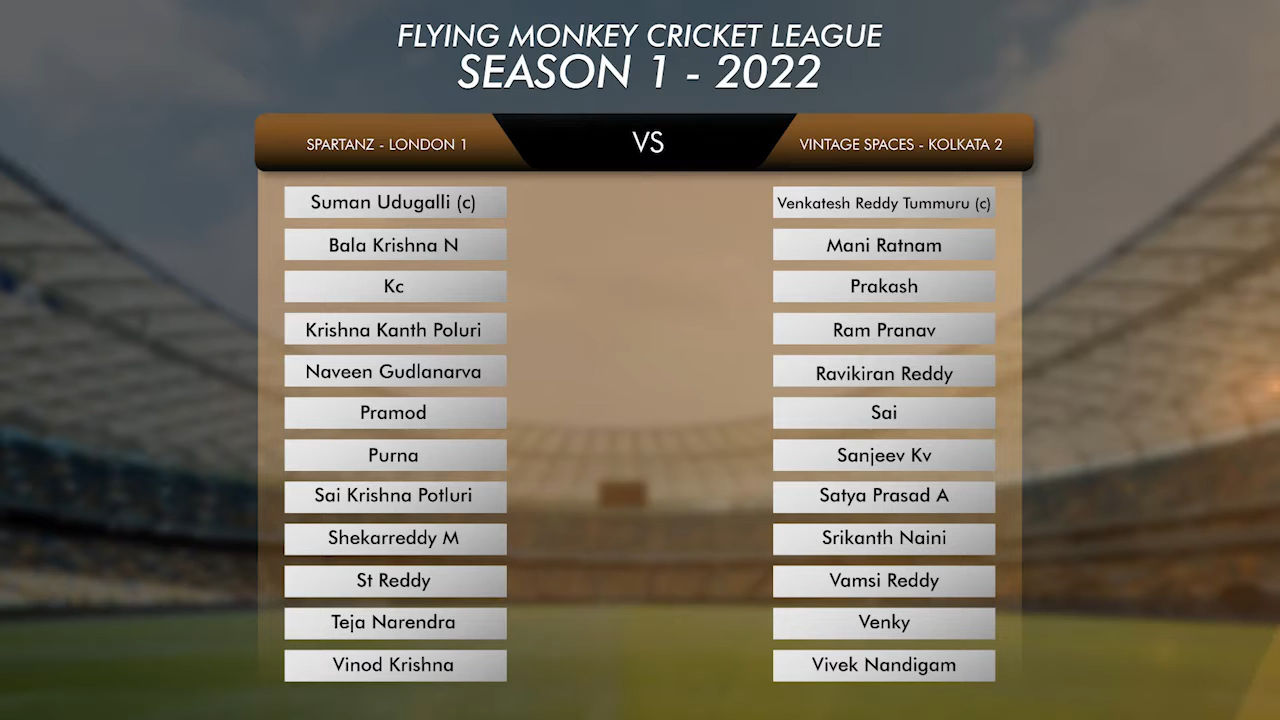 FLYING MONKEY CRICKET LEAGUE
SEASON 1 - 2022
SPARTANZ - LONDON 1
VS
VINTAGE SPACES - KOLKATA 2
Suman Udugalli (c)
Venkatesh Reddy Tummuru (c)
Bala Krishna N
Mani Ratnam
Kc
Prakash
Krishna Kanth Poluri
Ram Pranav
Naveen Gudlanarva
Ravikiran Reddy
Pramod
Sai
Purna
Sanjeev Kv
Sai Krishna Potluri
Satya Prasad A
Shekarreddy M
Srikanth Naini
St Reddy
Vamsi Reddy
Teja Narendra
Venky
Vinod Krishna
Vivek Nandigam